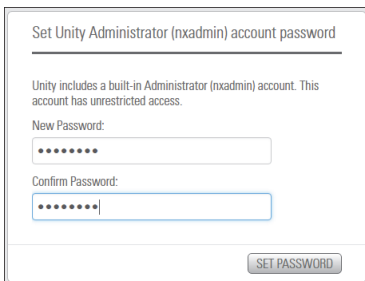 Set Unity Administrator (nxadmin) account password
Unity includes a built-in Administrator (nxadmin) account. This
account has unrestricted access.
New Password:
••••••••
Confirm Password:
••••••••
SET PASSWORD